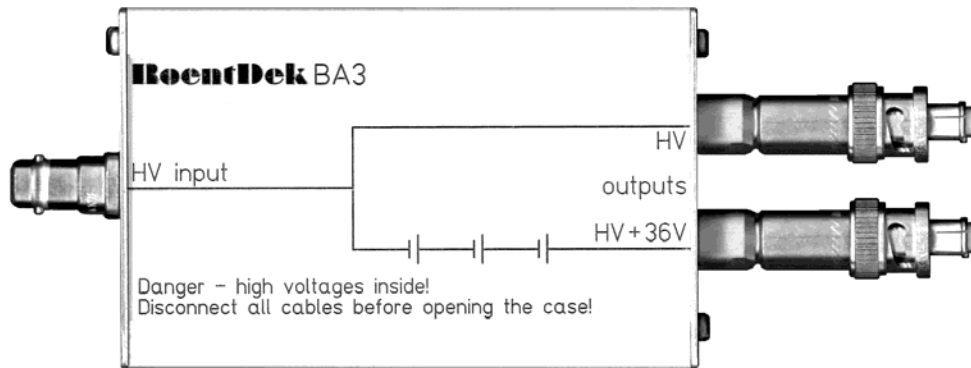 RoentDek BA3
HV input
HV
outputs
HV+36V
Danger - high voltages inside!
Disconnect all cables before opening the case!